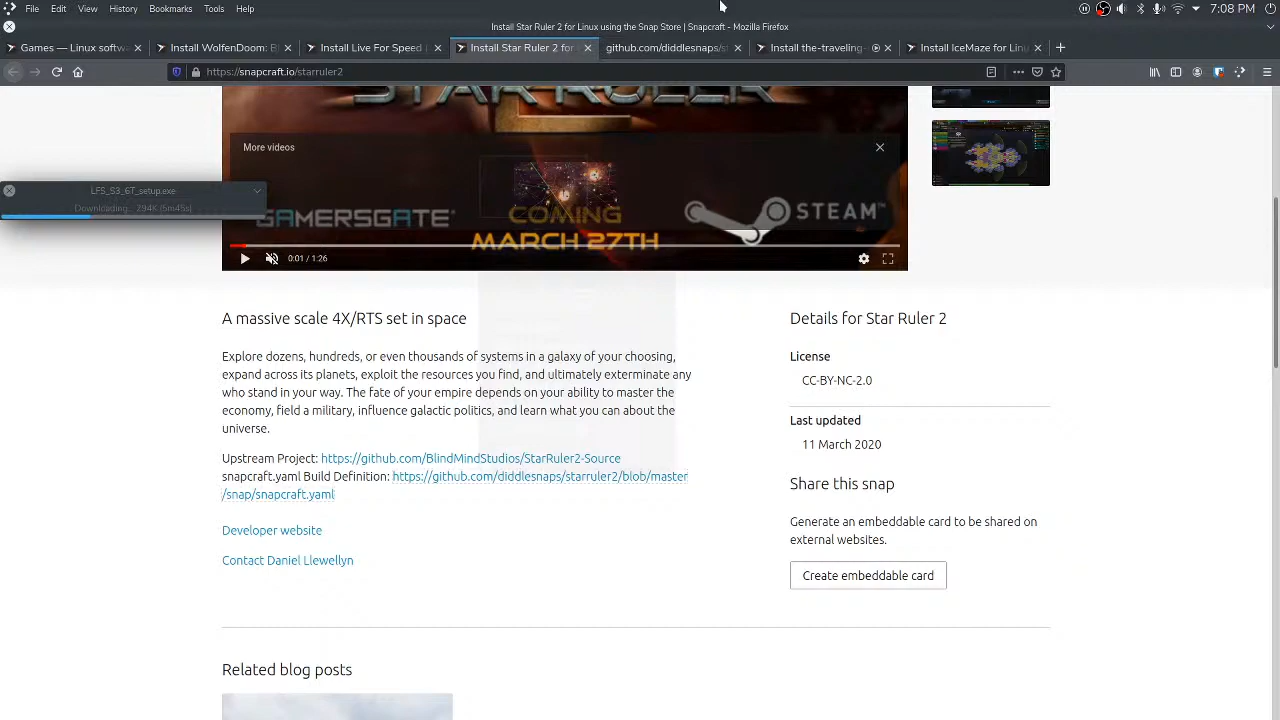 File Edit View History Bookmarks Tools Help
7:08 PM
Install Star Ruler 2 for Linux using the Snap Store | Snapcraft - Mozilla Firefox
Games — Linux softw
Install WolfenDoom: Bl
Install Live For Speed
Install Star Ruler 2 for
github.com/diddlesnaps/st
Install the-traveling-
Install IceMaze for Linu
https://snapcraft.io/starruler2
STAR RULER
More videos
LFS_S3_6T_setup.exe
Downloading 294K (5m45s)
GAMERSGATE
COMING
MARCH 27TH
STEAM™
0:01 / 1:26
A massive scale 4X/RTS set in space
Explore dozens, hundreds, or even thousands of systems in a galaxy of your choosing,
expand across its planets, exploit the resources you find, and ultimately exterminate any
who stand in your way. The fate of your empire depends on your ability to master the
economy, field a military, influence galactic politics, and learn what you can about the
universe.
Upstream Project: https://github.com/BlindMindStudios/StarRuler2-Source
snapcraft.yaml Build Definition: https://github.com/diddlesnaps/starruler2/blob/master
/snap/snapcraft.yaml
Developer website
Contact Daniel Llewellyn
Details for Star Ruler 2
License
CC-BY-NC-2.0
Last updated
11 March 2020
Share this snap
Generate an embeddable card to be shared on
external websites.
Create embeddable card
Related blog posts